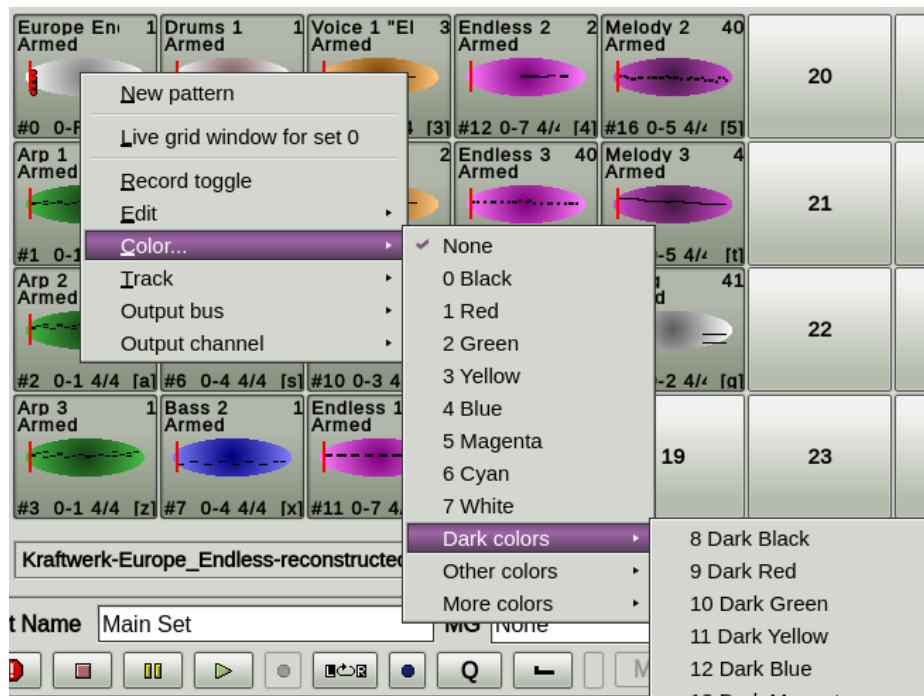 Europe En 1 Drums 1 1 Voice 1 "El 3 Endless 2 2 Melody 2 40
Armed Armed Armed Armed Armed
20
#0 0-F [3] #12 0-7 4/4 [4] #16 0-5 4/4 [5]
New pattern
Live grid window for set 0
Record toggle
Edit
Color...
Track
Output bus
Output channel
Arp 1 2 Endless 3 40 Melody 3 4
Armed Armed Armed
21
#1 0-1 -5 4/4 [t]
None
0 Black
1 Red
2 Green
3 Yellow
4 Blue
5 Magenta
6 Cyan
7 White
Dark colors
Other colors
More colors
Arp 2 41
Armed
22
#2 0-1 4/4 [a] #6 0-4 4/4 [s] #10 0-3 4 -2 4/4 [g]
Arp 3 1 Bass 2 1 Endless 1
Armed Armed Armed
19 23
#3 0-1 4/4 [z] #7 0-4 4/4 [x] #11 0-7 4
8 Dark Black
9 Dark Red
10 Dark Green
11 Dark Yellow
12 Dark Blue
Kraftwerk-Europe_Endless-reconstructed
t Name Main Set MG None
Q M